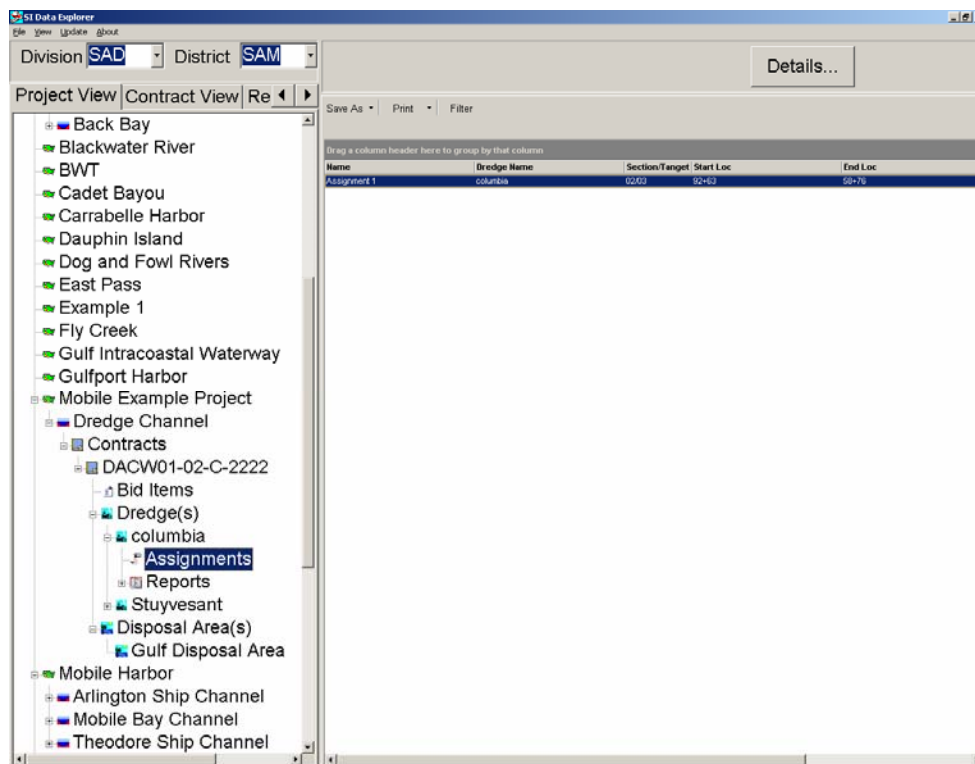 SI Data Explorer
File View Update About
Division SAD District SAM
Details...
Project View Contract View Re
Save As Print Filter
Drag a column header here to group by that column
Name Dredge Name Section/Tanget Start Loc End Loc
Assignment 1 columbia 02/03 92+63 58+76
Back Bay
Blackwater River
BWT
Cadet Bayou
Carrabelle Harbor
Dauphin Island
Dog and Fowl Rivers
East Pass
Example 1
Fly Creek
Gulf Intracoastal Waterway
Gulfport Harbor
Mobile Example Project
Dredge Channel
Contracts
DACW01-02-C-2222
Bid Items
Dredge(s)
columbia
Assignments
Reports
Stuyvesant
Disposal Area(s)
Gulf Disposal Area
Mobile Harbor
Arlington Ship Channel
Mobile Bay Channel
Theodore Ship Channel